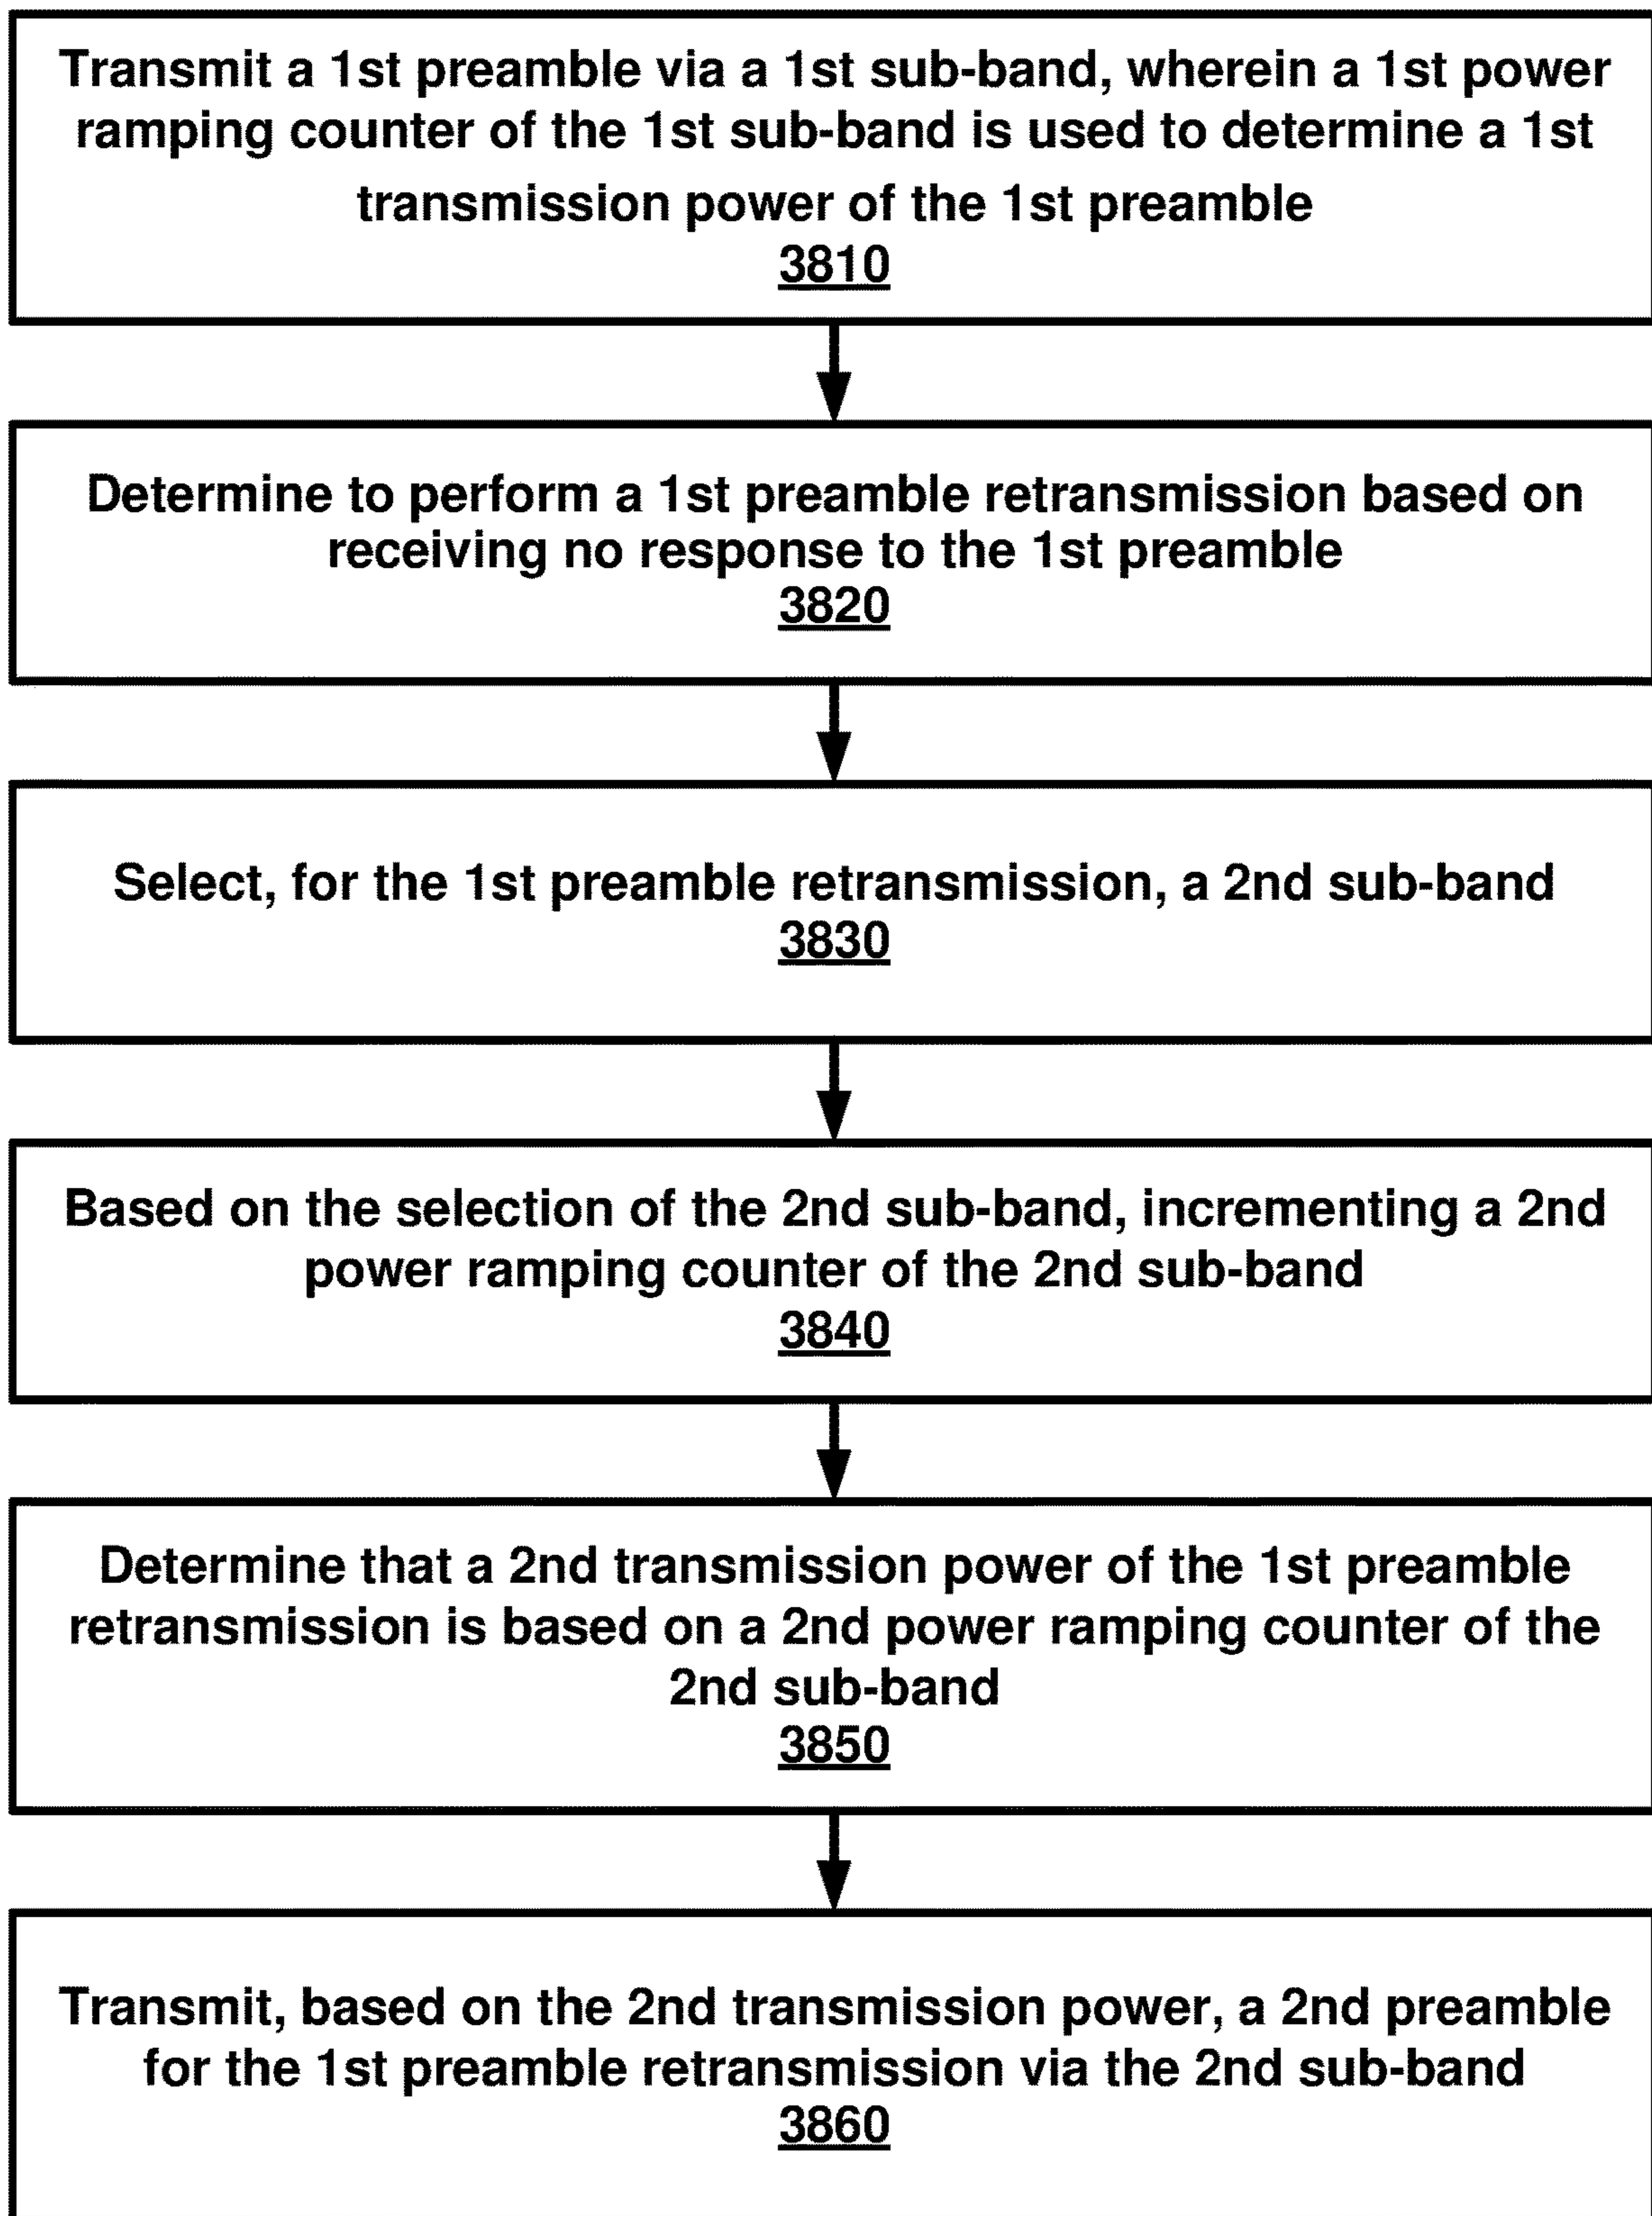 Transmit a 1st preamble via a 1st sub-band, wherein a 1st power
ramping counter of the 1st sub-band is used to determine a 1st
transmission power of the 1st preamble
3810
Determine to perform a 1st preamble retransmission based on
receiving no response to the 1st preamble
3820
Select, for the 1st preamble retransmission, a 2nd sub-band
3830
Based on the selection of the 2nd sub-band, incrementing a 2nd
power ramping counter of the 2nd sub-band
3840
Determine that a 2nd transmission power of the 1st preamble
retransmission is based on a 2nd power ramping counter of the
2nd sub-band
3850
Transmit, based on the 2nd transmission power, a 2nd preamble
for the 1st preamble retransmission via the 2nd sub-band
3860